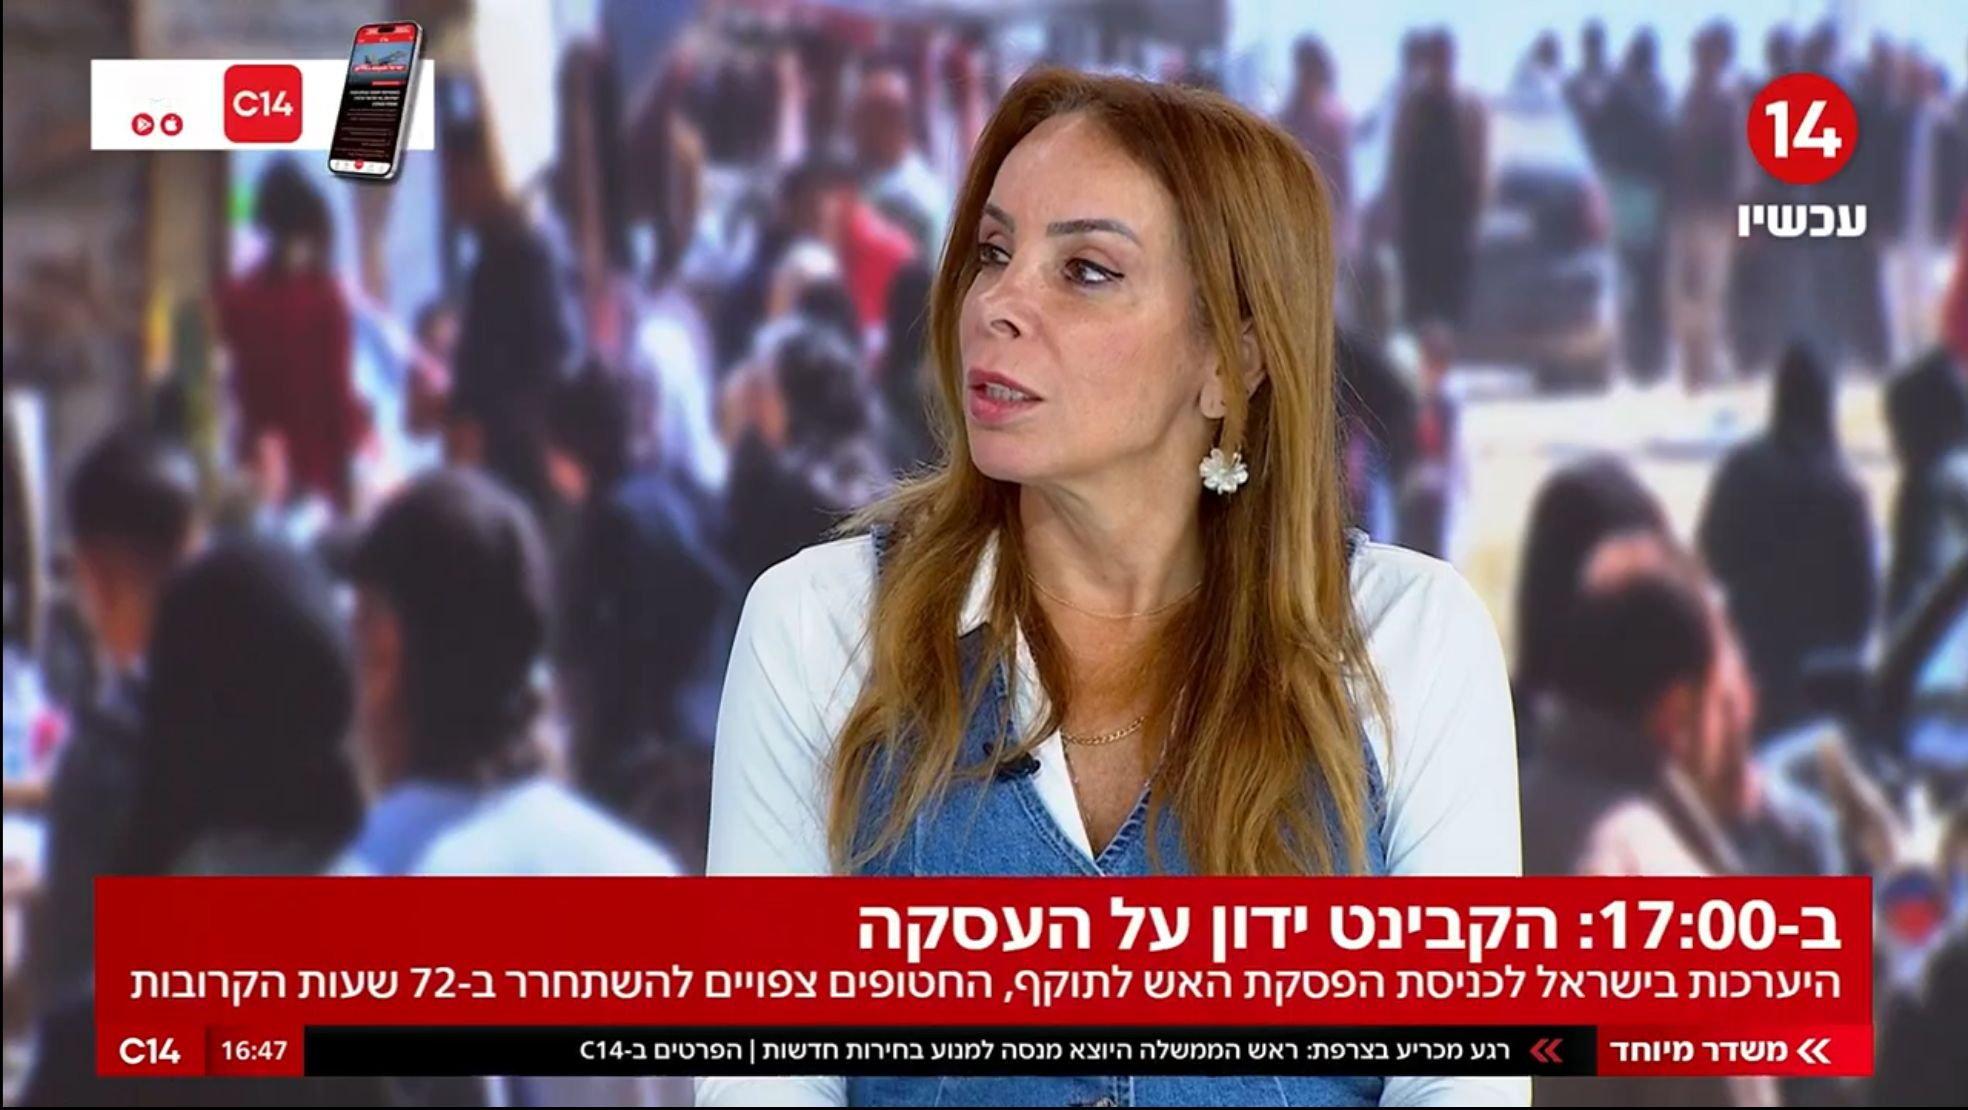 C14
14
עכשיו
ב-17:00: הקבינט ידון על העסקה
היערכות בישראל לכניסת הפסקת האש לתוקף, החטופים צפויים להשתחרר ב-72 שעות הקרובות
משדר מיוחד
רגע מכריע בצרפת: ראש הממשלה היוצא מנסה למנוע בחירות חדשות | הפרטים ב-C14
16:47
C14